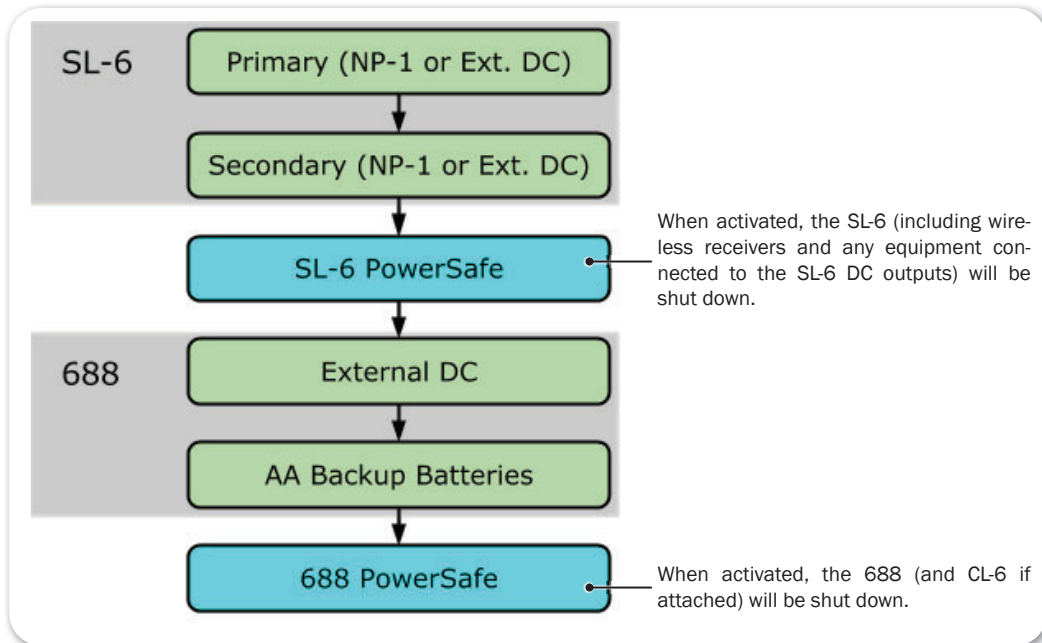 SL-6
Primary (NP-1 or Ext. DC)
Secondary (NP-1 or Ext. DC)
SL-6 PowerSafe
When activated, the SL-6 (including wire-
less receivers and any equipment con-
nected to the SL-6 DC outputs) will be
shut down.
688
External DC
AA Backup Batteries
688 PowerSafe
When activated, the 688 (and CL-6 if
attached) will be shut down.